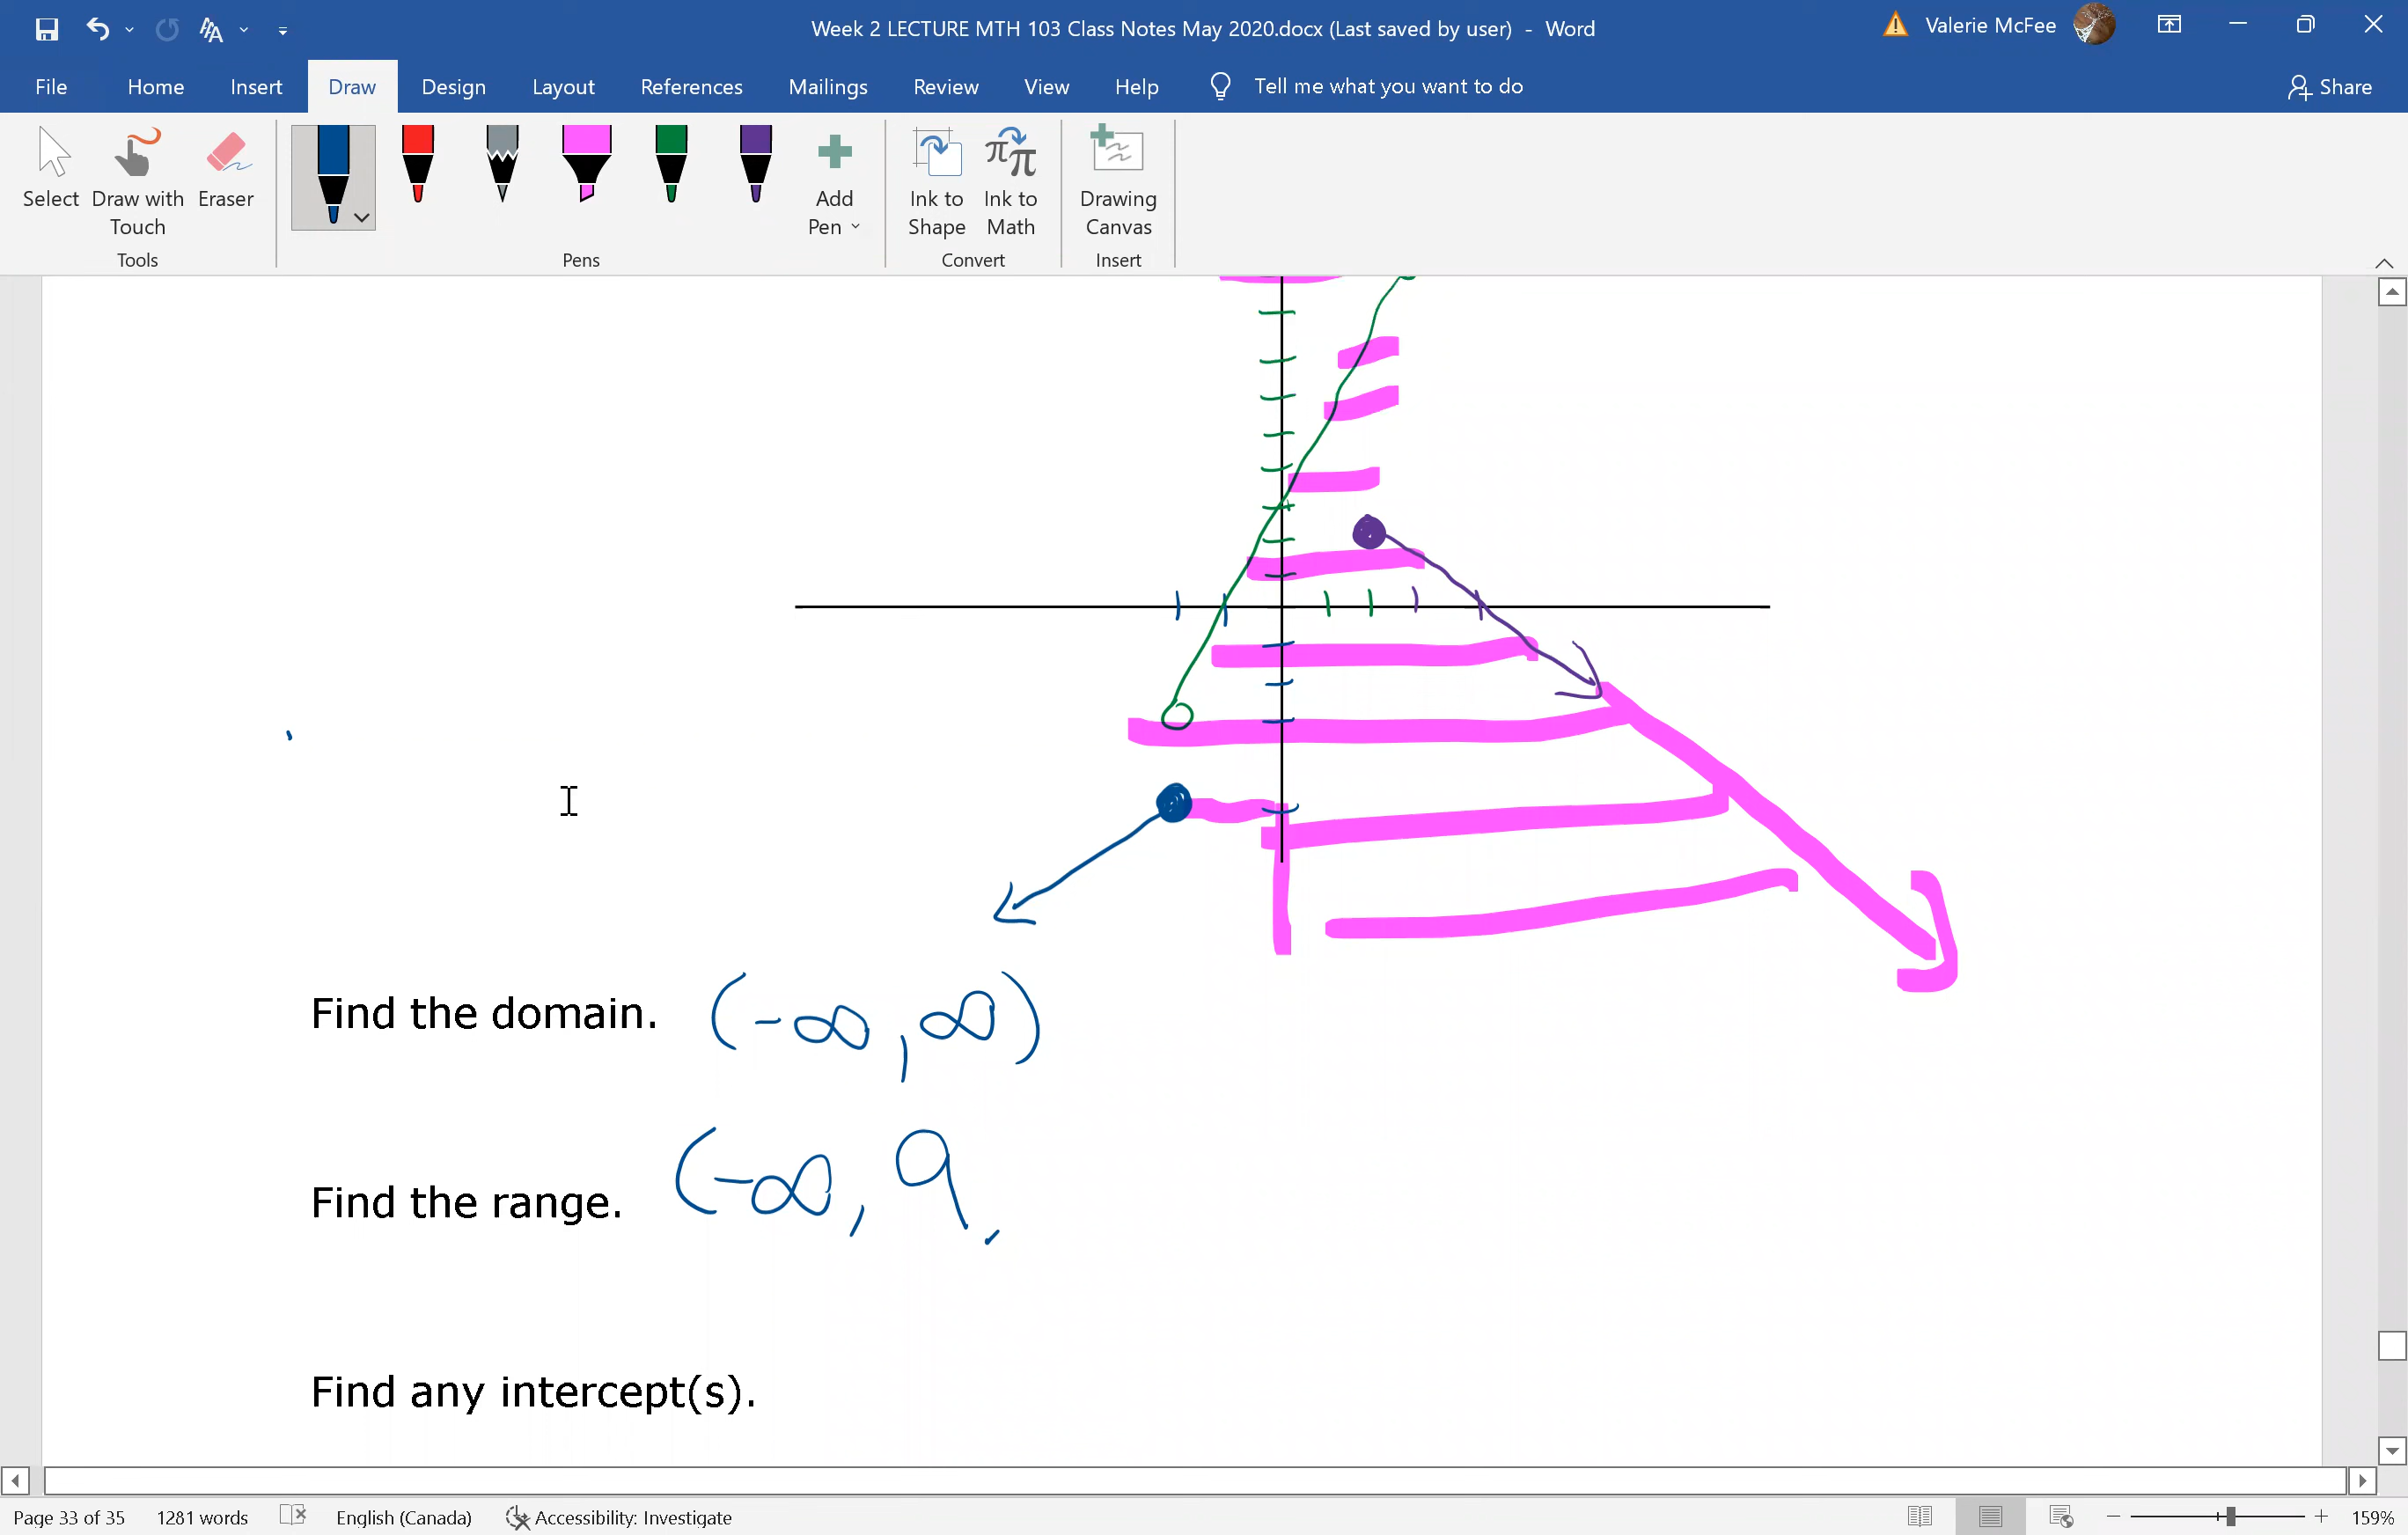 Week 2 LECTURE MTH 103 Class Notes May 2020.docx (Last saved by user) - Word
Valerie McFee
File Home Insert Draw Design Layout References Mailings Review View Help Tell me what you want to do Share
Select Draw with Touch Eraser
Add Pen
Ink to Shape Ink to Math
Drawing Canvas
Tools Pens Convert Insert
Find the domain. (-∞, ∞)
Find the range. (-∞, 9
Find any intercept(s).
Page 33 of 35 1281 words English (Canada) Accessibility: Investigate 159%